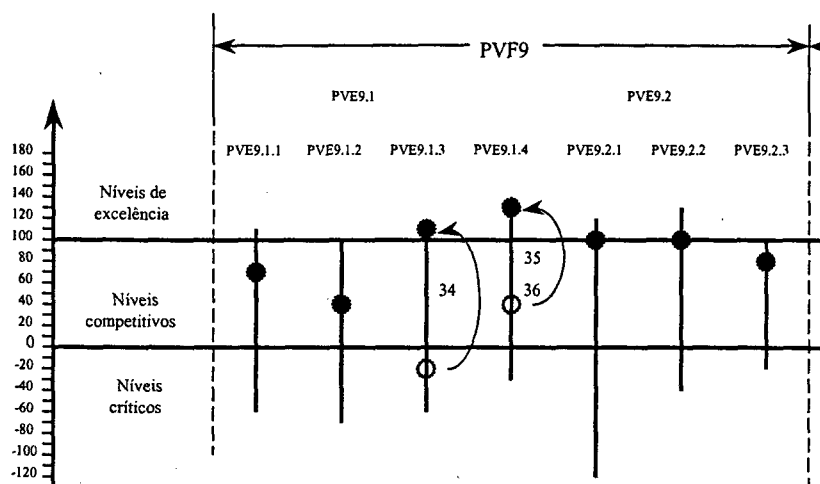 PVF9
PVE9.1
PVE9.2
PVE9.1.1
PVE9.1.2
PVE9.1.3
PVE9.1.4
PVE9.2.1
PVE9.2.2
PVE9.2.3
180
160
140
120
100
80
60
40
20
0
-20
-40
-60
-80
-100
-120
Níveis de
excelência
Níveis
competitivos
Níveis
críticos
34
35
36